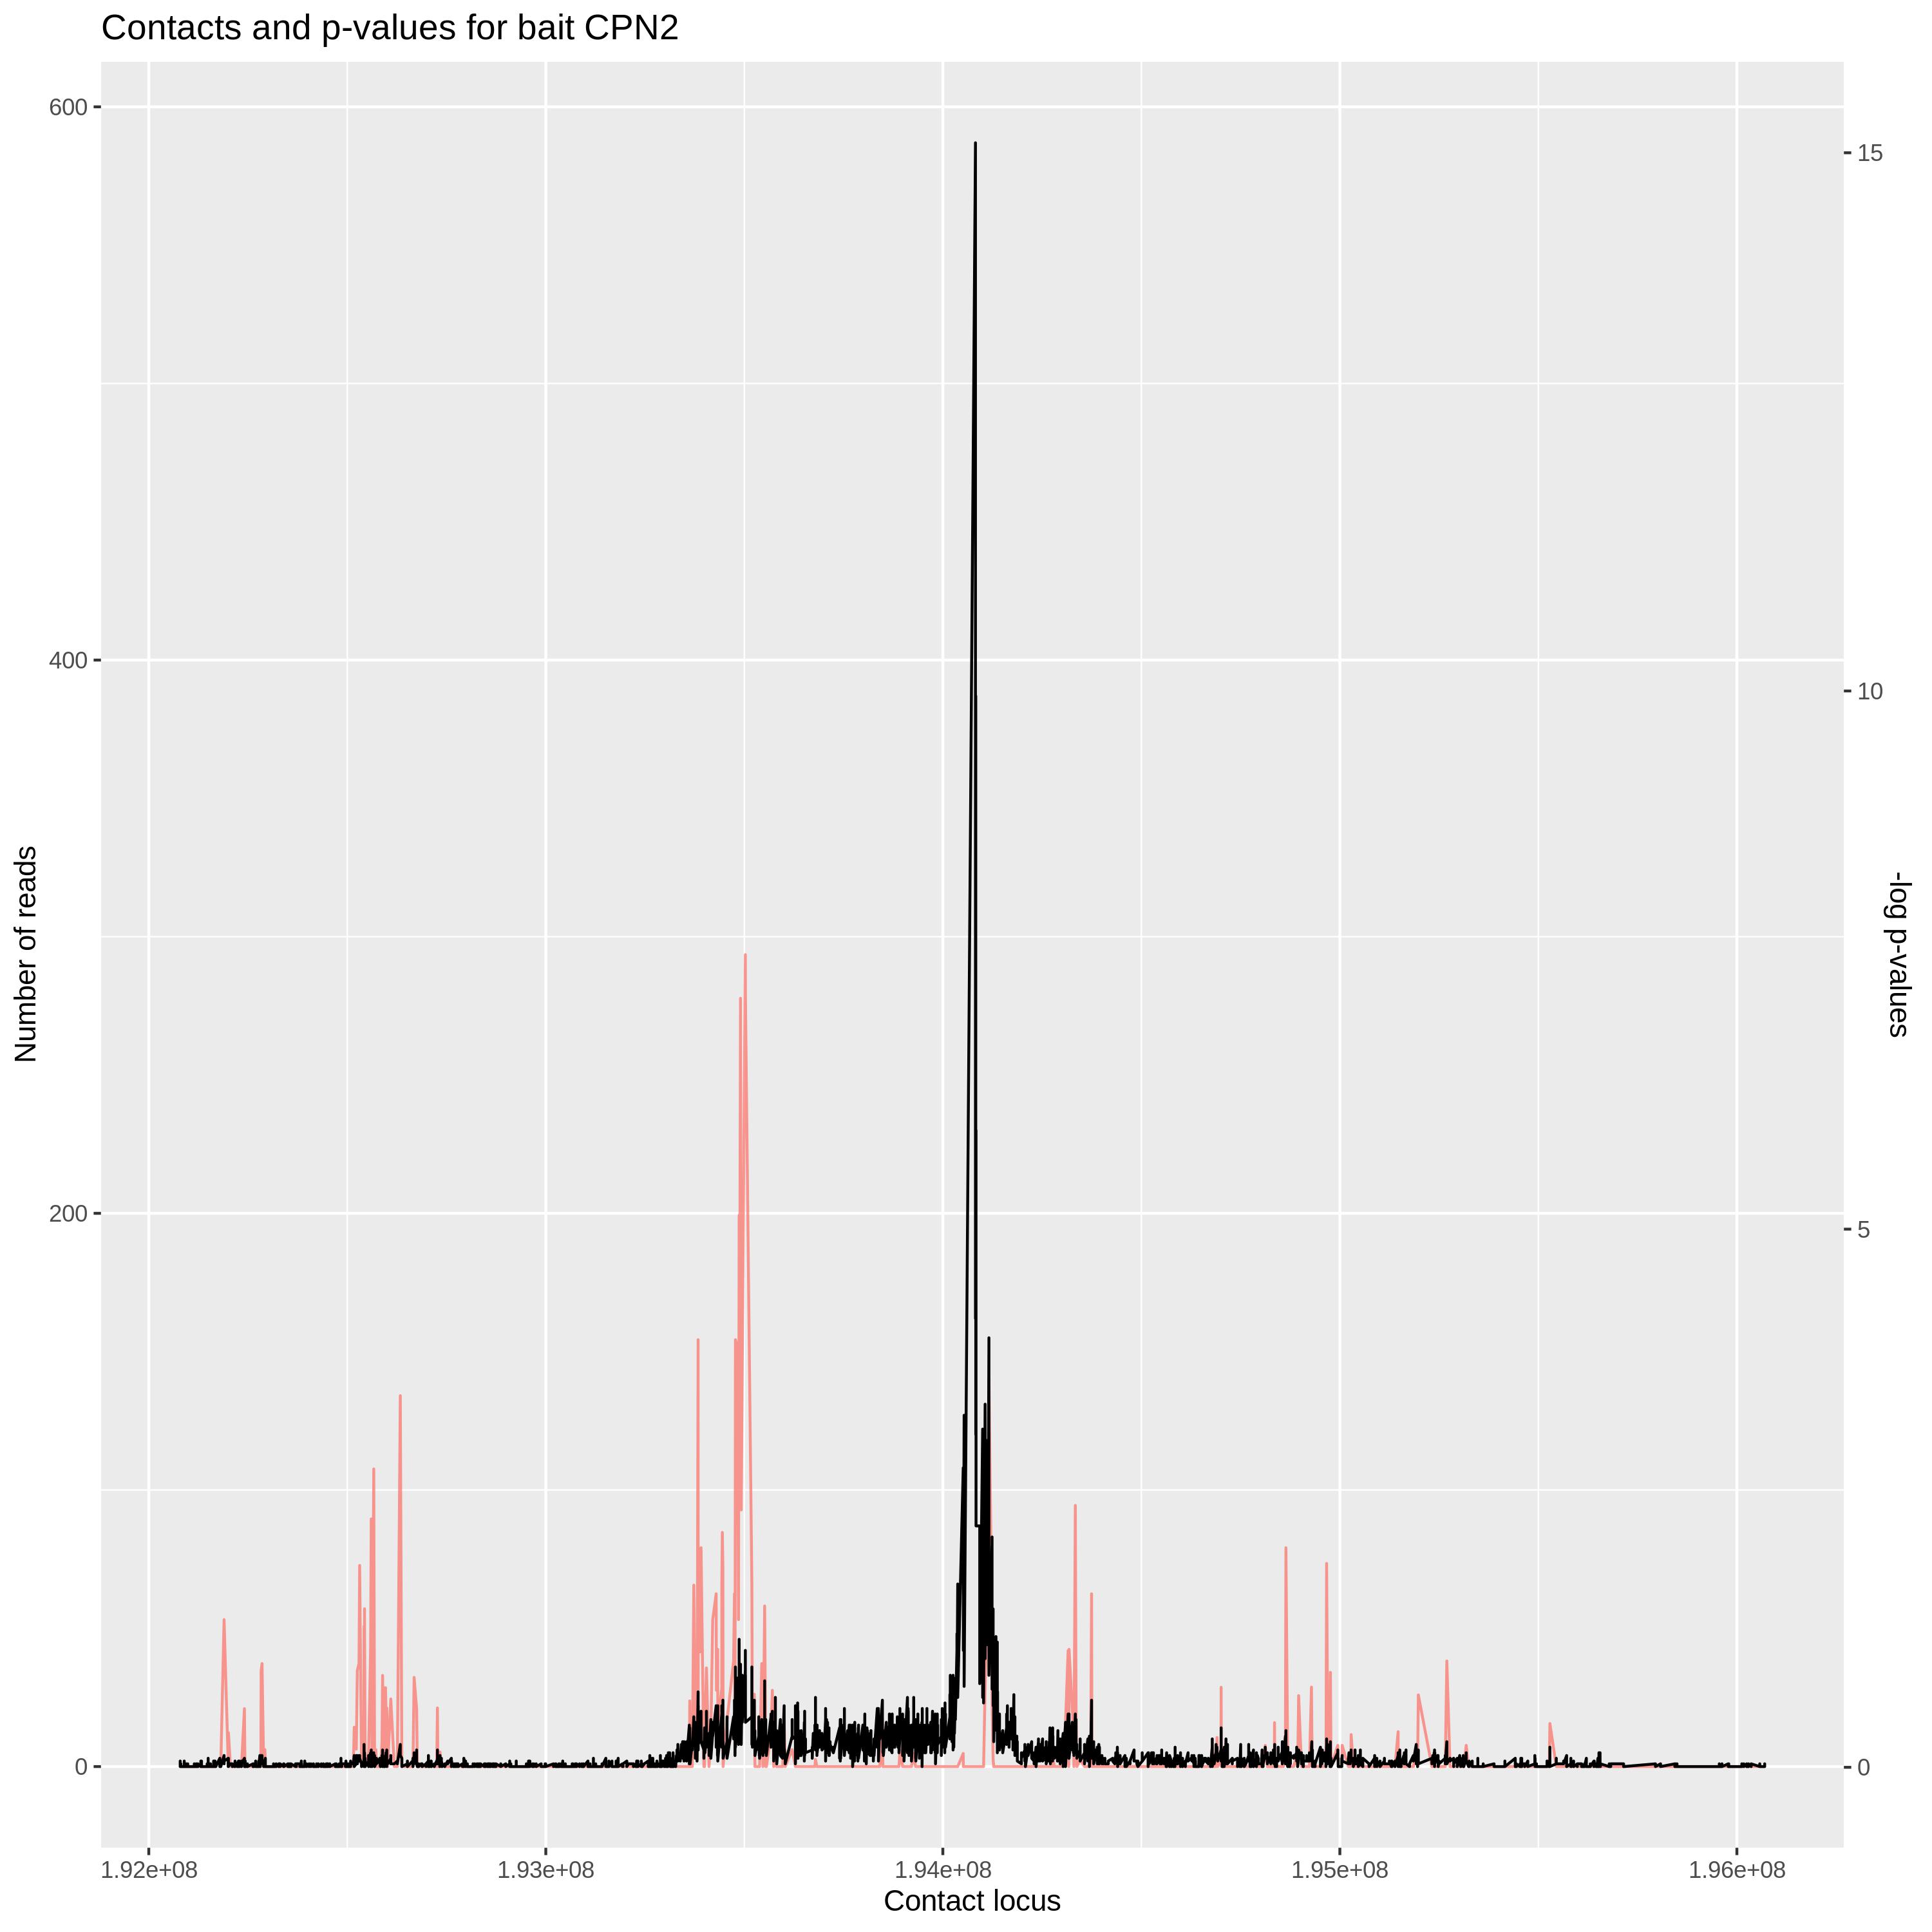 Contacts and p-values for bait CPN2
600
400
200
0
Number of reads
15
10
5
0
-log p-values
1.92e+08 1.93e+08 1.94e+08 1.95e+08 1.96e+08
Contact locus